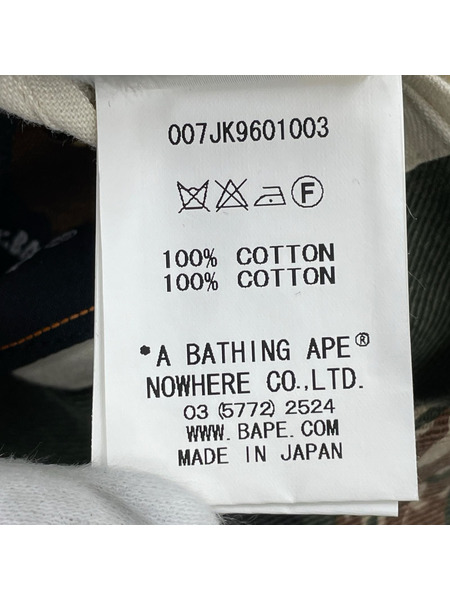 007JK9601003
F
100% COTTON
100% COTTON
*A BATHING APE®
NOWHERE CO.,LTD.
03 (5772) 2524
WWW.BAPE.COM
MADE IN JAPAN